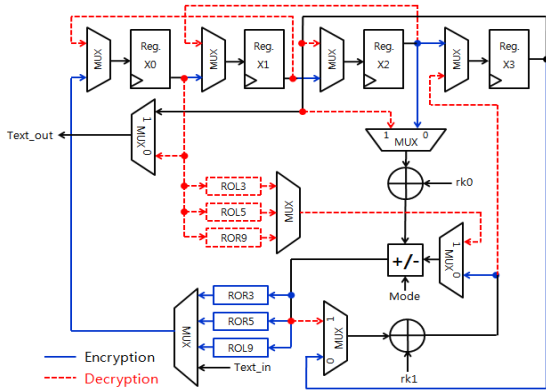 MUX
Reg.
X0
MUX
Reg.
X1
MUX
Reg.
X2
MUX
Reg.
X3
Text_out
1 MUX 0
1 MUX 0
rk0
ROL3
ROL5
ROR9
MUX
+/-
1 MUX 0
Mode
ROR3
ROR5
ROL9
MUX
Text_in
1 MUX 0
rk1
Encryption
Decryption